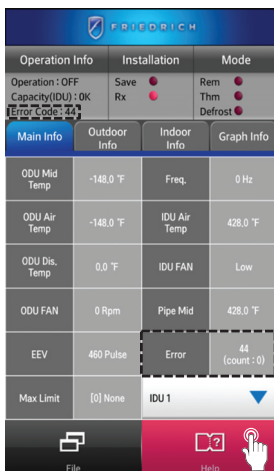 FRIEDRICH
Operation Info
Installation
Mode
Operation : OFF
Capacity(IDU) : 0K
Error Code : 44
Save
Rx
Rem
Thm
Defrost
Main Info
Outdoor
Info
Indoor
Info
Graph Info
ODU Mid
Temp
-148,0 ˚F
Freq.
0 Hz
ODU Air
Temp
-148,0 ˚F
IDU Air
Temp
428,0 ˚F
ODU Dis.
Temp
0,0 ˚F
IDU FAN
Low
ODU FAN
0 Rpm
Pipe Mid
428,0 ˚F
EEV
460 Pulse
Error
44
(count : 0)
Max Limit
[0] None
IDU 1
?
File
Help